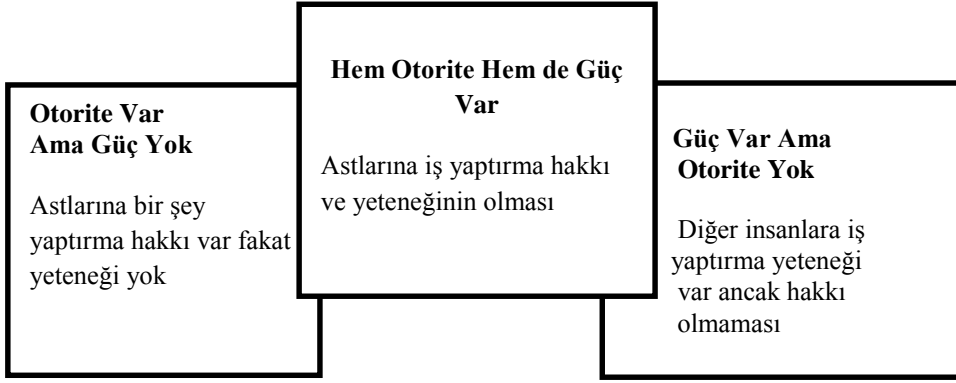 Otorite Var
Ama Güç Yok
Astlarına bir şey
yaptırma hakkı var fakat
yeteneği yok
Hem Otorite Hem de Güç
Var
Astlarına iş yaptırma hakkı
ve yeteneğinin olması
Güç Var Ama
Otorite Yok
Diğer insanlara iş
yaptırma yeteneği
var ancak hakkı
olmaması